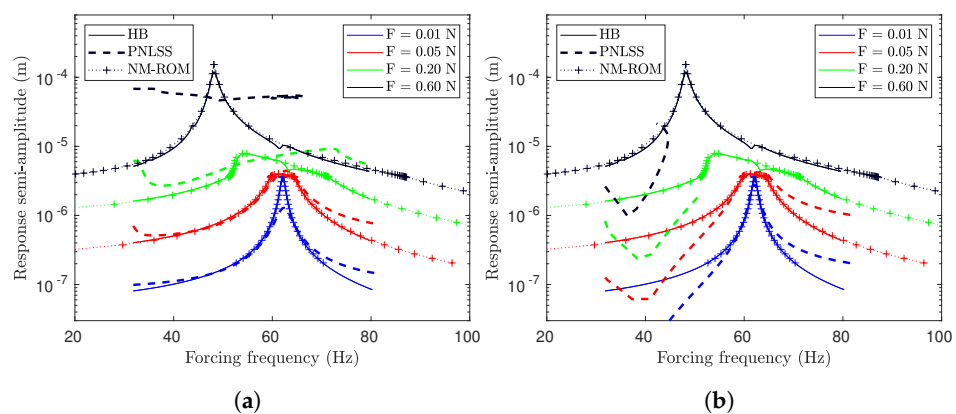 HB
PNLSS
NM-ROM
F = 0.01 N
F = 0.05 N
F = 0.20 N
F = 0.60 N
10⁻⁴
10⁻⁵
10⁻⁶
10⁻⁷
Response semi-amplitude (m)
20 40 60 80 100
Forcing frequency (Hz)
(a)
HB
PNLSS
NM-ROM
F = 0.01 N
F = 0.05 N
F = 0.20 N
F = 0.60 N
10⁻⁴
10⁻⁵
10⁻⁶
10⁻⁷
Response semi-amplitude (m)
20 40 60 80 100
Forcing frequency (Hz)
(b)